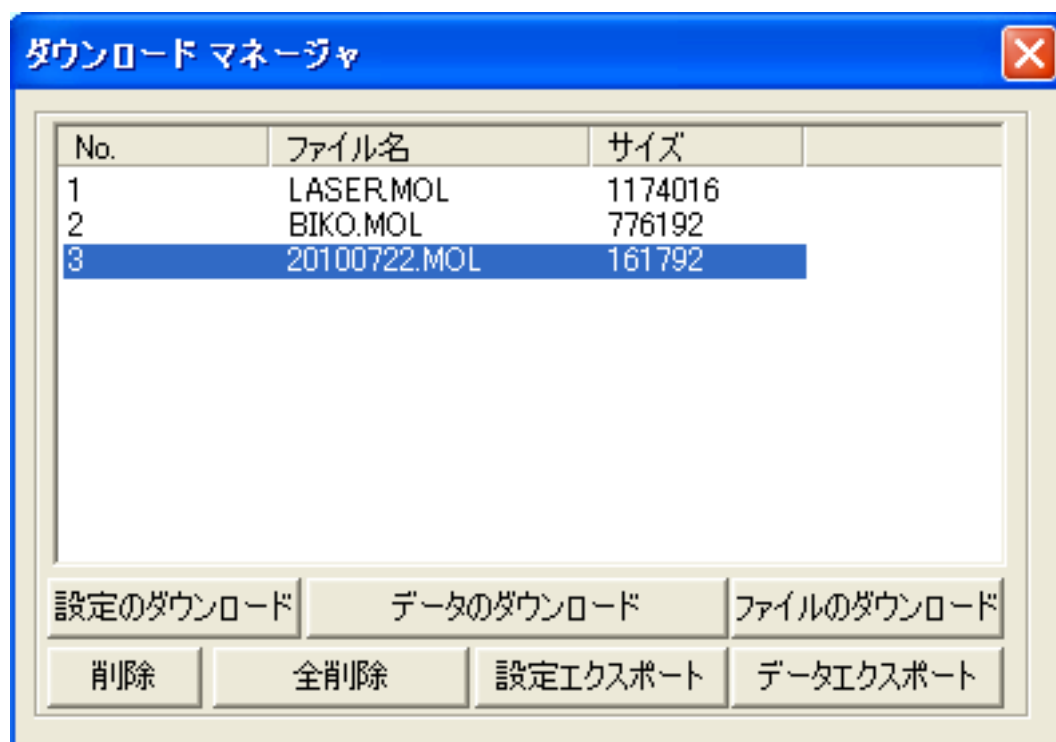 ダウンロード マネージャ
No. ファイル名 サイズ
1 LASER.MOL 1174016
2 BIKO.MOL 776192
3 20100722.MOL 161792
設定のダウンロード データのダウンロード ファイルのダウンロード
削除 全削除 設定エクスポート データエクスポート